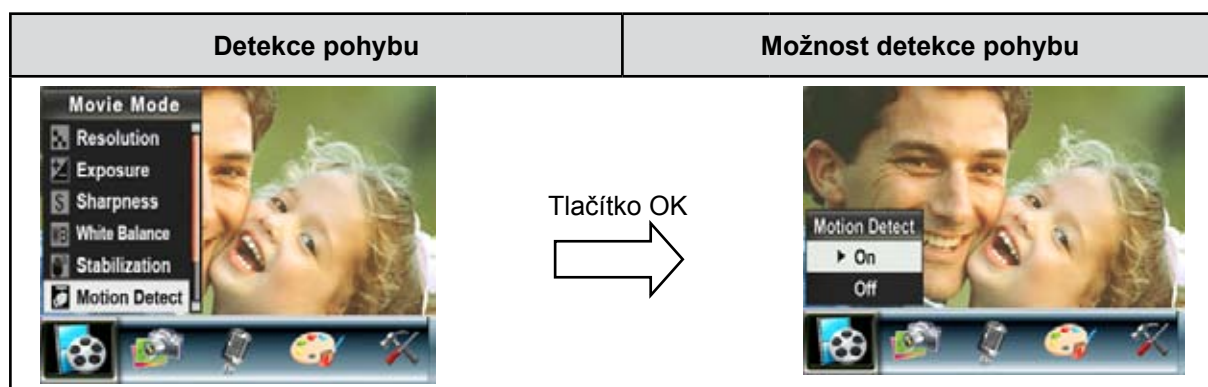 Detekce pohybu
Možnost detekce pohybu
Movie Mode
Resolution
Exposure
Sharpness
White Balance
Stabilization
Motion Detect
Tlačítko OK
Motion Detect
On
Off